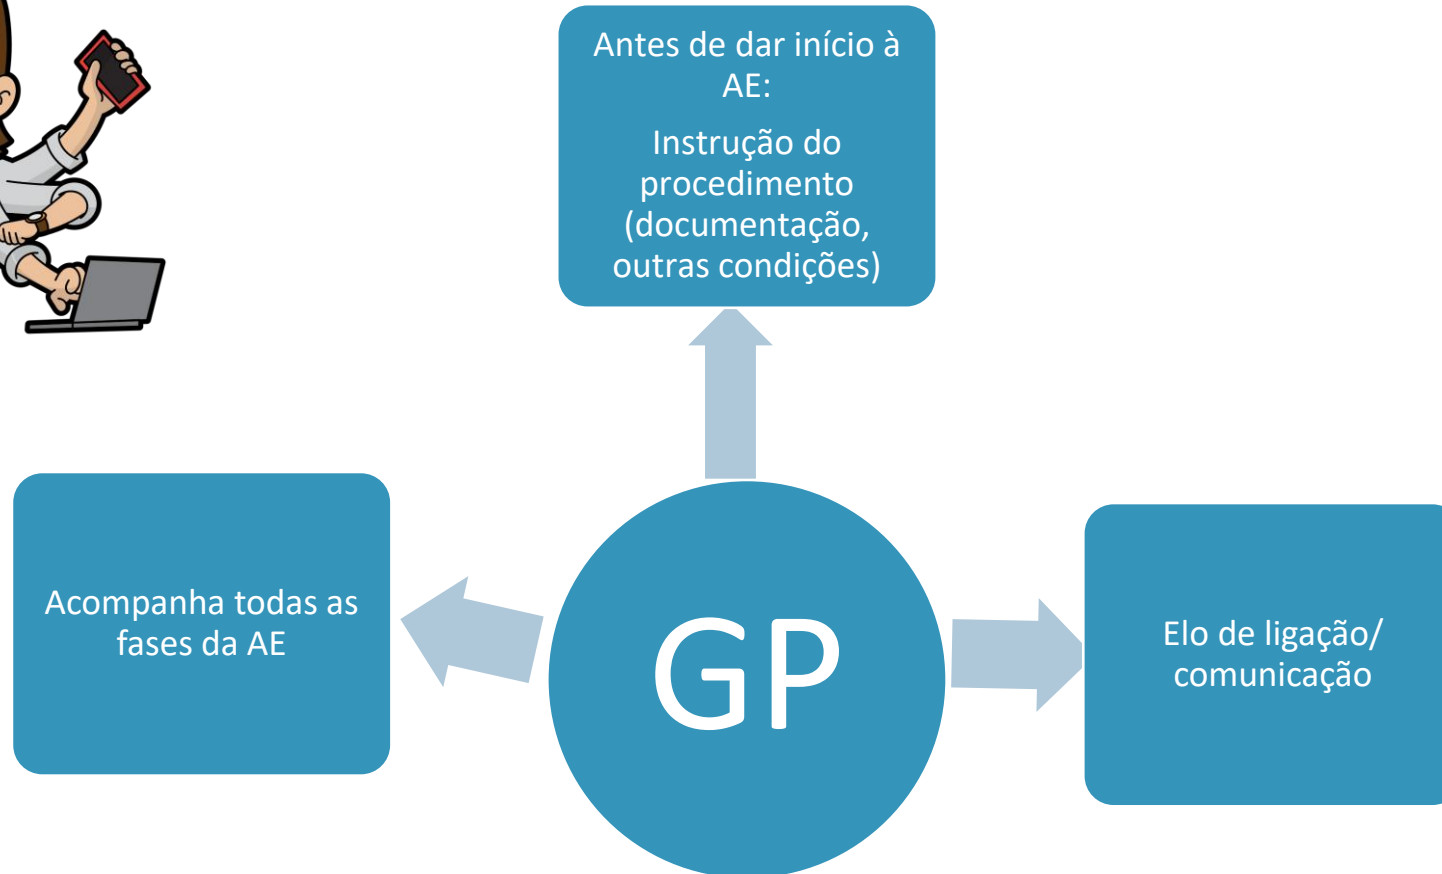 Antes de dar início à
AE:
Instrução do
procedimento
(documentação,
outras condições)
Acompanha todas as
fases da AE
GP
Elo de ligação/
comunicação